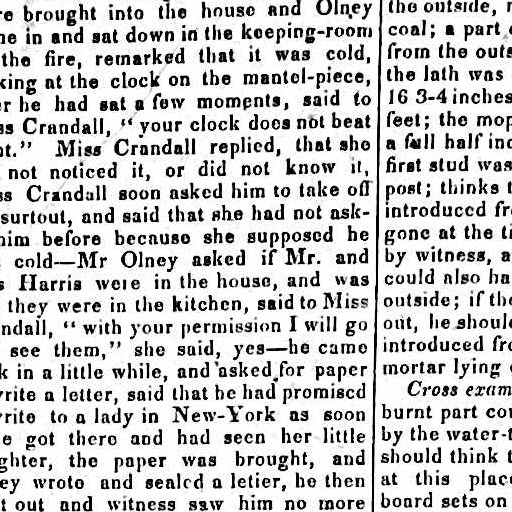 re brought into the house and Olney
ne in and sat down in the keeping-room
the fire, remarked that it was cold,
king at the clock on the mantel-piece,
er he had sat a few moments, said to
ss Crandall, "your clock does not beat
ht." Miss Crandall replied, that she
not noticed it, or did not know it,
ss Crandall soon asked him to take off
surtout, and said that she had not ask-
him before because she supposed he
cold—Mr Olney asked if Mr. and
s Harris were in the house, and was
they were in the kitchen, said to Miss
ndall, "with your permission I will go
see them," she said, yes—he came
k in a little while, and asked for paper
write a letter, said that he had promised
write to a lady in New-York as soon
e got there and had seen her little
ghter, the paper was brought, and
ey wrote and sealed a letter, he then
t out and witness saw him no more
the outside, r
coal; a part
from the outs
the lath was
16 3-4 inches
feet; the mop
a full half inc
first stud was
post; thinks t
introduced fr
gone at the ti
by witness, a
could also ha
outside; if the
out, he shoul
introduced fro
mortar lying
Cross exam
burnt part cou
by the water-t
should think t
at this plac
board sets on